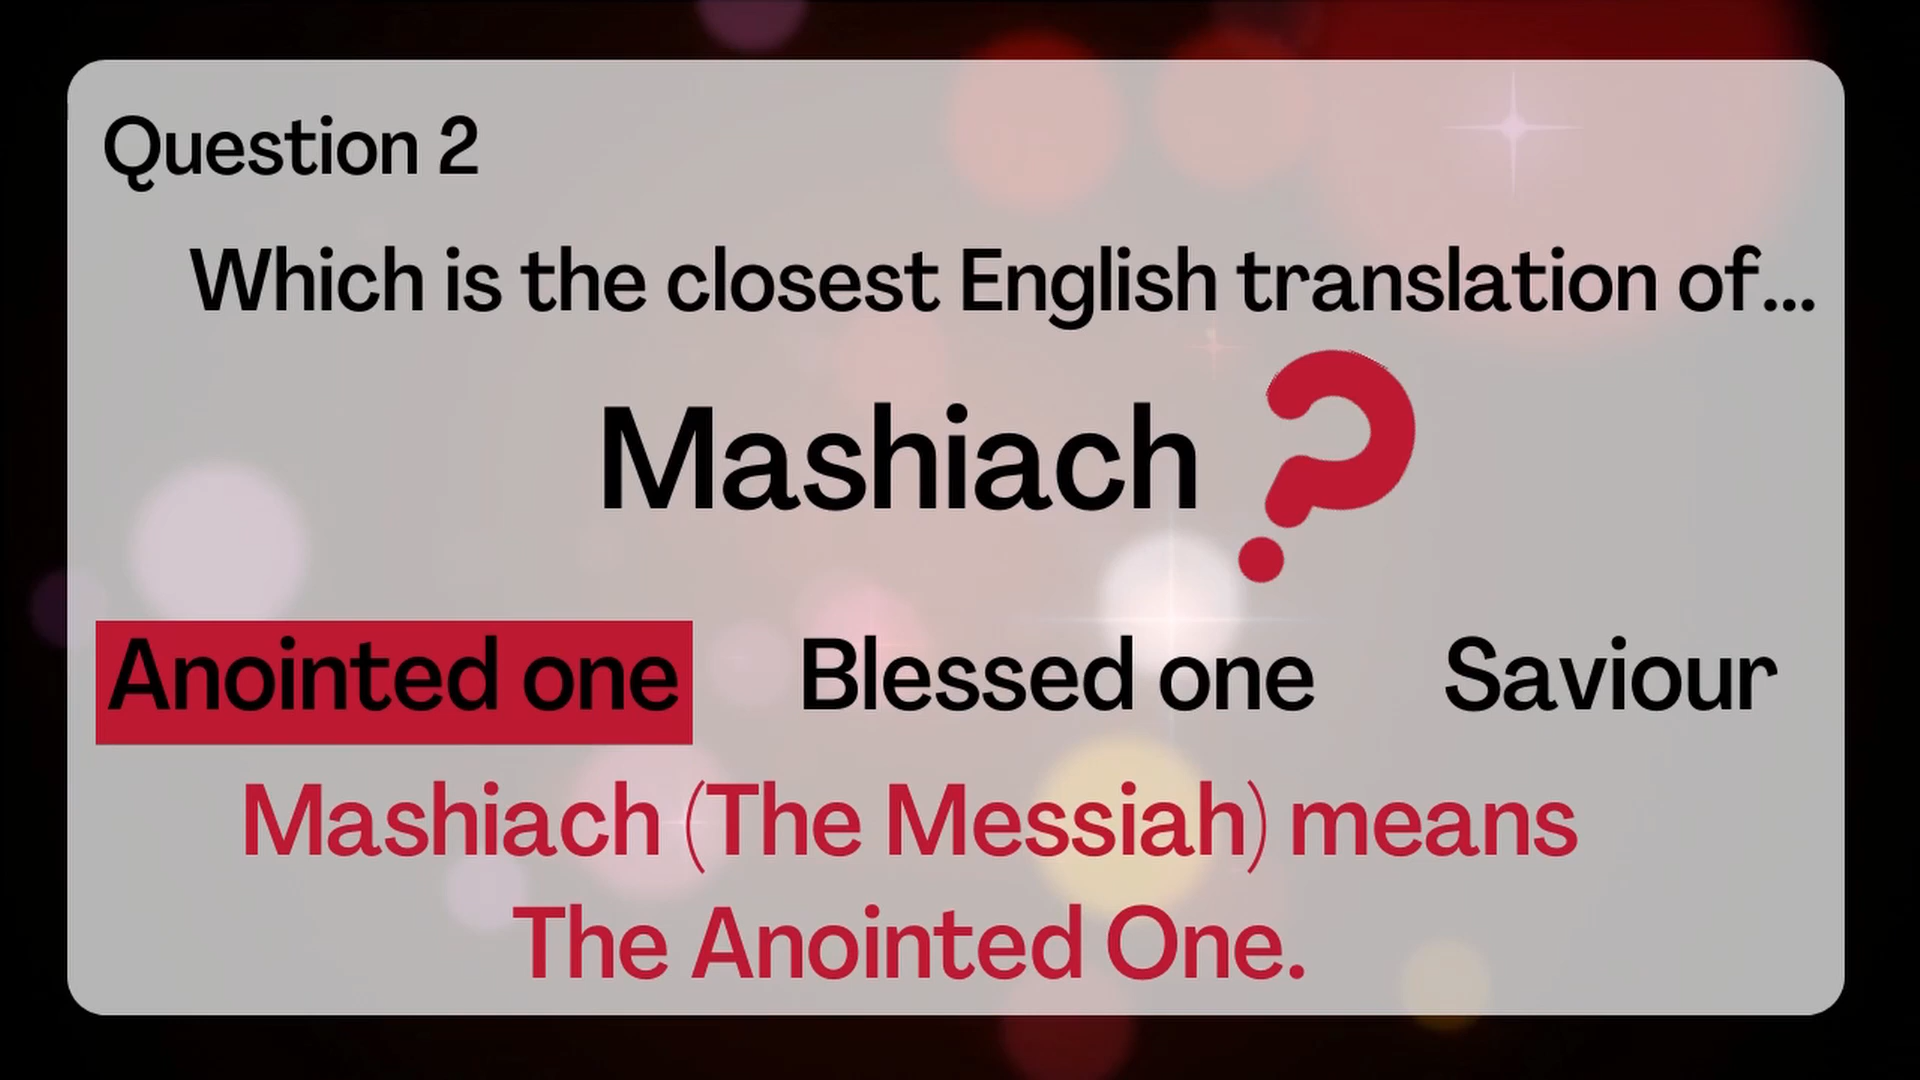 Question 2
Which is the closest English translation of...
Mashiach ?
Anointed one Blessed one Saviour
Mashiach (The Messiah) means
The Anointed One.